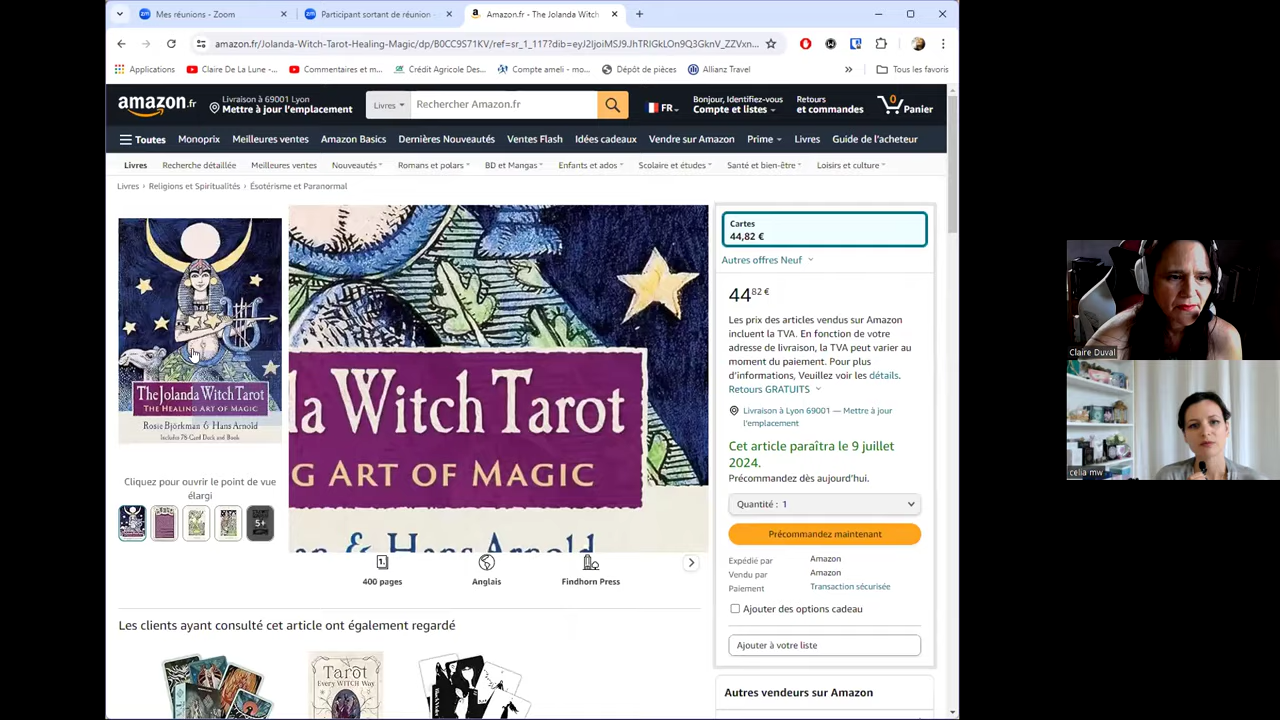 Mes réunions - Zoom
Participant sortant de réunion -
Amazon.fr - The Jolanda Witch
amazon.fr/Jolanda-Witch-Tarot-Healing-Magic/dp/B0CC9S71KV/ref=sr_1_117?dib=eyJ2IjoiMSJ9.JhTRlGkLOn9Q3GknV_ZZVxn...
Applications
Claire De La Lune -...
Commentaires et m...
Crédit Agricole Des...
Compte ameli - mo...
Dépôt de pièces
Allianz Travel
»
Tous les favoris
amazon.fr
Livraison à 69001 Lyon
Mettre à jour l'emplacement
Livres
Rechercher Amazon.fr
FR
Bonjour, Identifiez-vous
Compte et listes
Retours
et commandes
0
Panier
Toutes
Monoprix
Meilleures ventes
Amazon Basics
Dernières Nouveautés
Ventes Flash
Idées cadeaux
Vendre sur Amazon
Prime
Livres
Guide de l'acheteur
Livres
Recherche détaillée
Meilleures ventes
Nouveautés
Romans et polars
BD et Mangas
Enfants et ados
Scolaire et études
Santé et bien-être
Loisirs et culture
Livres › Religions et Spiritualités › Ésotérisme et Paranormal
The Jolanda Witch Tarot
THE HEALING ART OF MAGIC
Rosie Björkman & Hans Arnold
Includes 78-Card Deck and Book
Cliquez pour ouvrir le point de vue
élargi
5+
la Witch Tarot
G ART OF MAGIC
an & Hans Arnold
400 pages
Anglais
Findhorn Press
Les clients ayant consulté cet article ont également regardé
Tarot
Every WITCH Way
Cartes
44,82 €
Autres offres Neuf
4482 €
Les prix des articles vendus sur Amazon
incluent la TVA. En fonction de votre
adresse de livraison, la TVA peut varier au
moment du paiement. Pour plus
d'informations, Veuillez voir les détails.
Retours GRATUITS
Livraison à Lyon 69001 — Mettre à jour
l'emplacement
Cet article paraîtra le 9 juillet
2024.
Précommandez dès aujourd'hui.
Quantité : 1
Précommandez maintenant
Expédié par Amazon
Vendu par Amazon
Paiement Transaction sécurisée
Ajouter des options cadeau
Ajouter à votre liste
Autres vendeurs sur Amazon
Claire Duval
celia mw